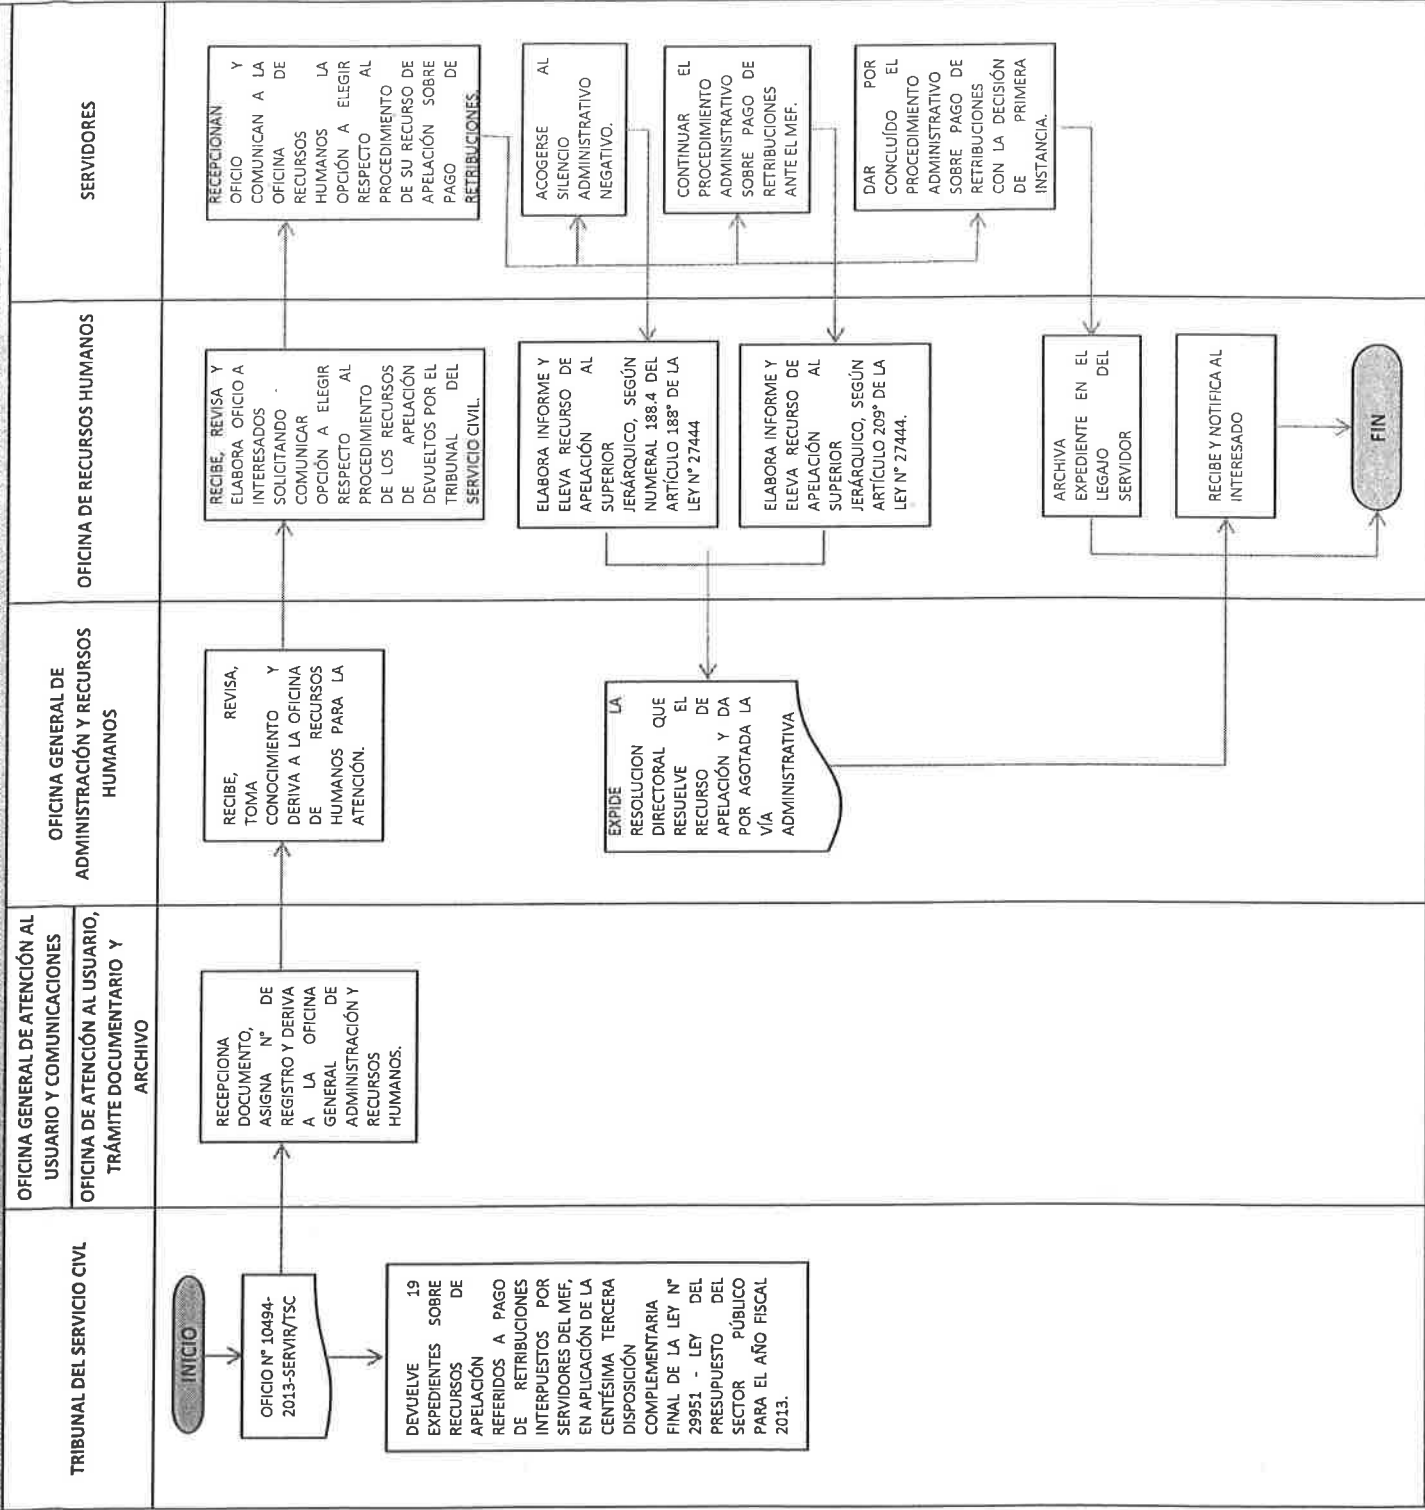 TRIBUNAL DEL SERVICIO CIVL
OFICINA GENERAL DE ATENCIÓN AL
USUARIO Y COMUNICACIONES
OFICINA DE ATENCIÓN AL USUARIO,
TRÁMITE DOCUMENTARIO Y
ARCHIVO
OFICINA GENERAL DE
ADMINISTRACIÓN Y RECURSOS
HUMANOS
OFICINA DE RECURSOS HUMANOS
SERVIDORES
INICIO
OFICIO N° 10494-
2013-SERVIR/TSC
DEVUELVE 19
EXPEDIENTES SOBRE
RECURSOS DE
APELACIÓN
REFERIDOS A PAGO
DE RETRIBUCIONES
INTERPUESTOS POR
SERVIDORES DEL MEF,
EN APLICACIÓN DE LA
CENTÉSIMA TERCERA
DISPOSICIÓN
COMPLEMENTARIA
FINAL DE LA LEY N°
29951 - LEY DEL
PRESUPUESTO DEL
SECTOR PÚBLICO
PARA EL AÑO FISCAL
2013.
RECEPCIONA
DOCUMENTO,
ASIGNA N° DE
REGISTRO Y DERIVA
A LA OFICINA
GENERAL DE
ADMINISTRACIÓN Y
RECURSOS
HUMANOS.
RECIBE, REVISA,
TOMA
CONOCIMIENTO Y
DERIVA A LA OFICINA
DE RECURSOS
HUMANOS PARA LA
ATENCIÓN.
RECIBE, REVISA Y
ELABORA OFICIO A
INTERESADOS
SOLICITANDO
COMUNICAR
OPCIÓN A ELEGIR
RESPECTO AL
PROCEDIMIENTO
DE LOS RECURSOS
DE APELACIÓN
DEVUELTOS POR EL
TRIBUNAL DEL
SERVICIO CIVIL.
RECEPCIONAN
OFICIO Y
COMUNICAN A LA
OFICINA DE
RECURSOS
HUMANOS LA
OPCIÓN A ELEGIR
RESPECTO AL
PROCEDIMIENTO
DE SU RECURSO DE
APELACIÓN SOBRE
PAGO DE
RETRIBUCIONES.
ACOGERSE AL
SILENCIO
ADMINISTRATIVO
NEGATIVO.
CONTINUAR EL
PROCEDIMIENTO
ADMINISTRATIVO
SOBRE PAGO DE
RETRIBUCIONES
ANTE EL MEF.
DAR POR
CONCLUÍDO EL
PROCEDIMIENTO
ADMINISTRATIVO
SOBRE PAGO DE
RETRIBUCIONES
CON LA DECISIÓN
DE PRIMERA
INSTANCIA.
ELABORA INFORME Y
ELEVA RECURSO DE
APELACIÓN AL
SUPERIOR
JERÁRQUICO, SEGÚN
NUMERAL 188.4 DEL
ARTÍCULO 188° DE LA
LEY N° 27444
ELABORA INFORME Y
ELEVA RECURSO DE
APELACIÓN AL
SUPERIOR
JERÁRQUICO, SEGÚN
ARTÍCULO 209° DE LA
LEY N° 27444.
EXPIDE LA
RESOLUCION
DIRECTORAL QUE
RESUELVE EL
RECURSO DE
APELACIÓN Y DA
POR AGOTADA LA
VÍA
ADMINISTRATIVA
ARCHIVA
EXPEDIENTE EN EL
LEGAJO DEL
SERVIDOR
RECIBE Y NOTIFICA AL
INTERESADO
FIN